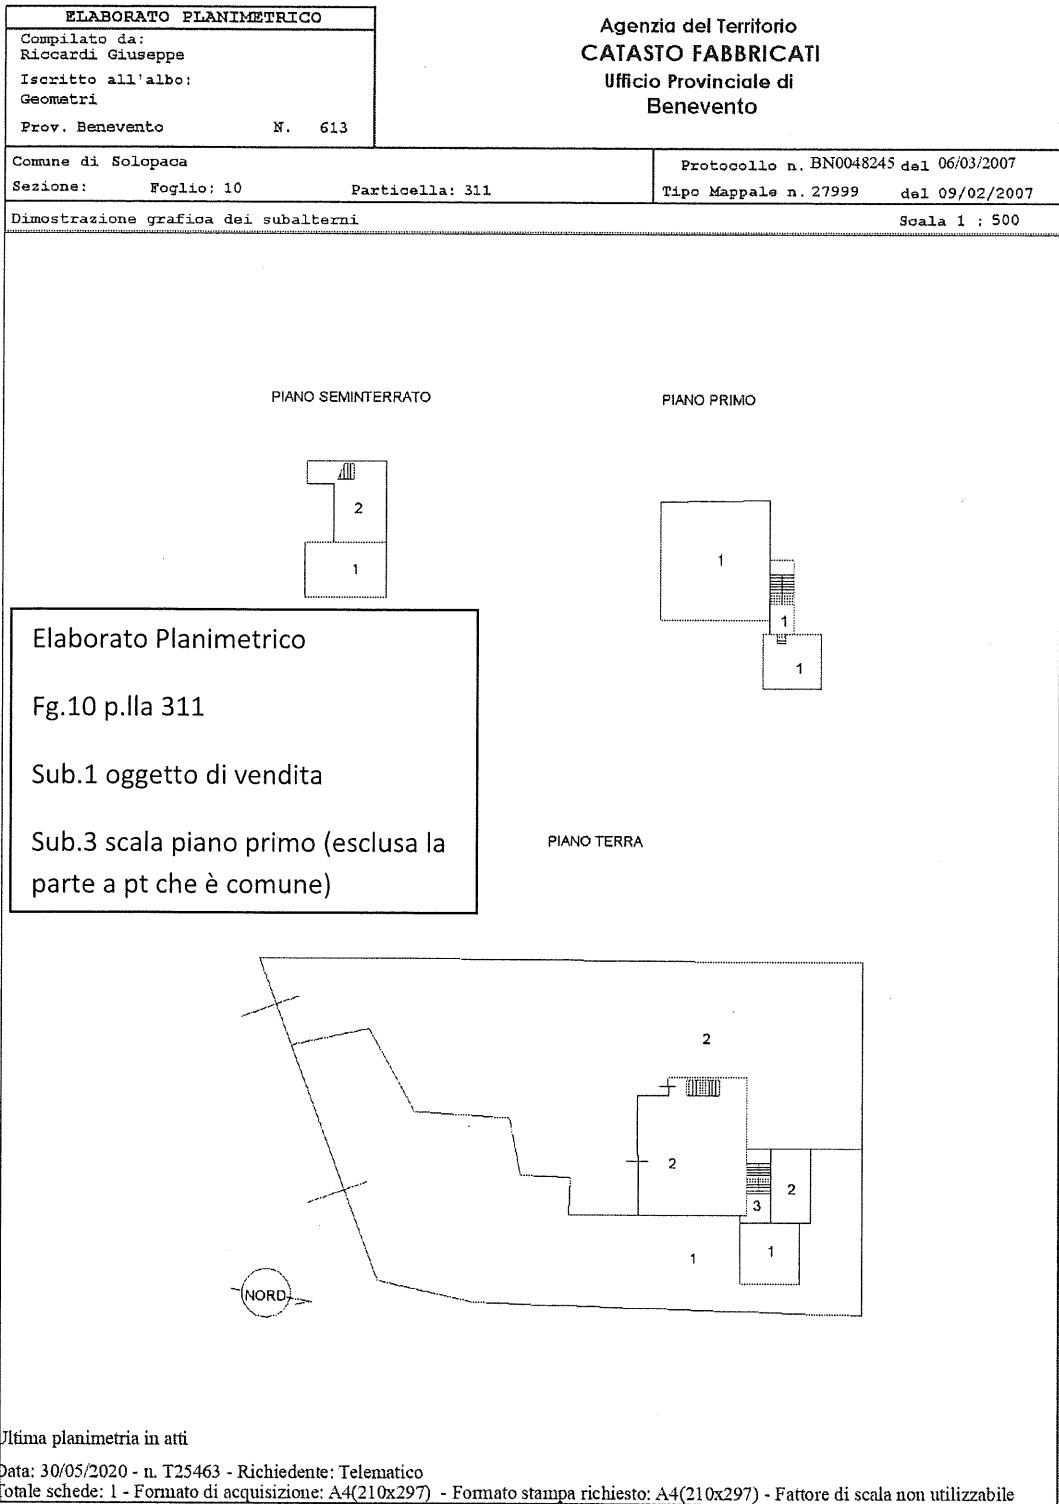 ELABORATO PLANIMETRICO
Compilato da:
Riccardi Giuseppe
Iscritto all'albo:
Geometri
Prov. Benevento N. 613
Agenzia del Territorio
CATASTO FABBRICATI
Ufficio Provinciale di
Benevento
Comune di Solopaca
Sezione: Foglio: 10 Particella: 311
Protocollo n. BN0048245 del 06/03/2007
Tipo Mappale n. 27999 del 09/02/2007
Dimostrazione grafica dei subalterni Scala 1 : 500
PIANO SEMINTERRATO
PIANO PRIMO
2
1
1
1
1
Elaborato Planimetrico
Fg.10 p.lla 311
Sub.1 oggetto di vendita
Sub.3 scala piano primo (esclusa la
parte a pt che è comune)
PIANO TERRA
2
2
2
3
1
1
NORD
Ultima planimetria in atti
Data: 30/05/2020 - n. T25463 - Richiedente: Telematico
Totale schede: 1 - Formato di acquisizione: A4(210x297) - Formato stampa richiesto: A4(210x297) - Fattore di scala non utilizzabile